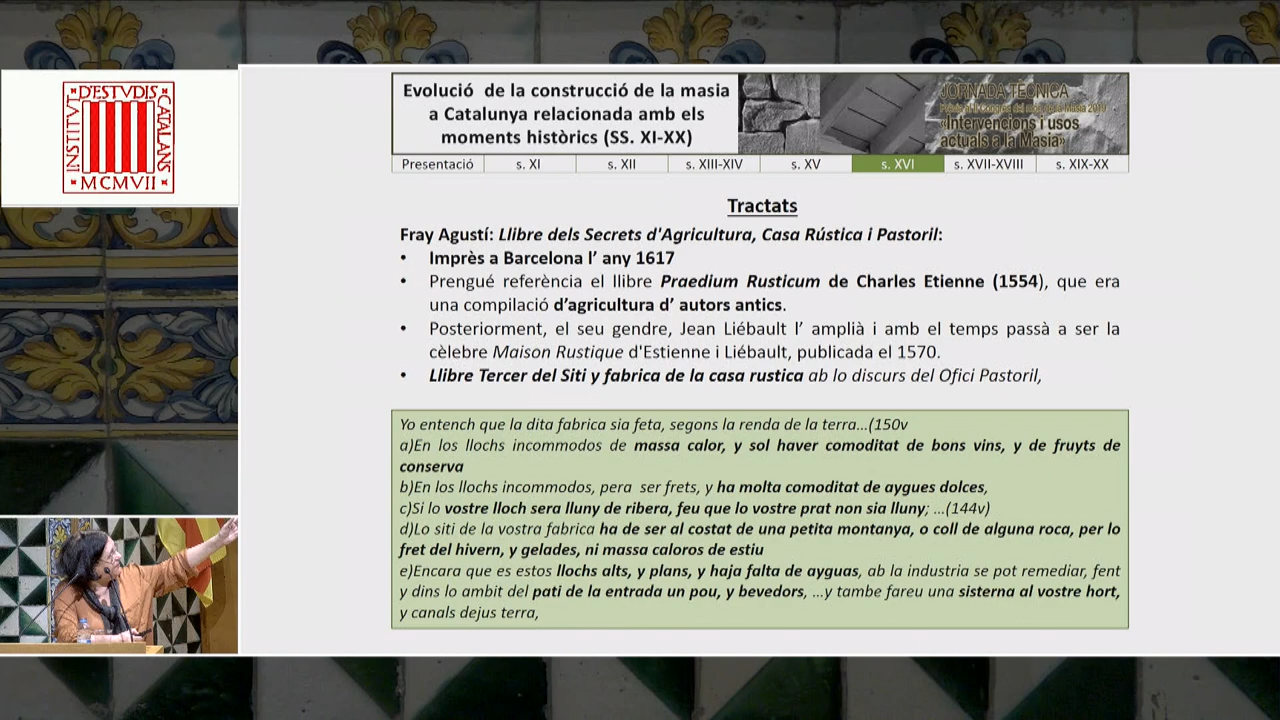 INSTITUT D'ESTVDIS CATALANS
MCMVII
Evolució de la construcció de la masia
a Catalunya relacionada amb els
moments històrics (SS. XI-XX)
JORNADA TÈCNICA
«Intervencions i usos
actuals a la Masia»
Presentació s. XI s. XII s. XIII-XIV s. XV s. XVI s. XVII-XVIII s. XIX-XX
Tractats
Fray Agustí: Llibre dels Secrets d'Agricultura, Casa Rústica i Pastoril:
• Imprès a Barcelona l' any 1617
• Prengué referència el llibre Praedium Rusticum de Charles Etienne (1554), que era
una compilació d'agricultura d' autors antics.
• Posteriorment, el seu gendre, Jean Liébault l' amplià i amb el temps passà a ser la
cèlebre Maison Rustique d'Estienne i Liébault, publicada el 1570.
• Llibre Tercer del Siti y fabrica de la casa rustica ab lo discurs del Ofici Pastoril,
Yo entench que la dita fabrica sia feta, segons la renda de la terra...(150v
a)En los llochs incommodos de massa calor, y sol haver comoditat de bons vins, y de fruyts de
conserva
b)En los llochs incommodos, pera ser frets, y ha molta comoditat de aygues dolces,
c)Si lo vostre lloch sera lluny de ribera, feu que lo vostre prat non sia lluny; ...(144v)
d)Lo siti de la vostra fabrica ha de ser al costat de una petita montanya, o coll de alguna roca, per lo
fret del hivern, y gelades, ni massa caloros de estiu
e)Encara que es estos llochs alts, y plans, y haja falta de ayguas, ab la industria se pot remediar, fent
y dins lo ambit del pati de la entrada un pou, y bevedors, ...y tambe fareu una sisterna al vostre hort,
y canals dejus terra,